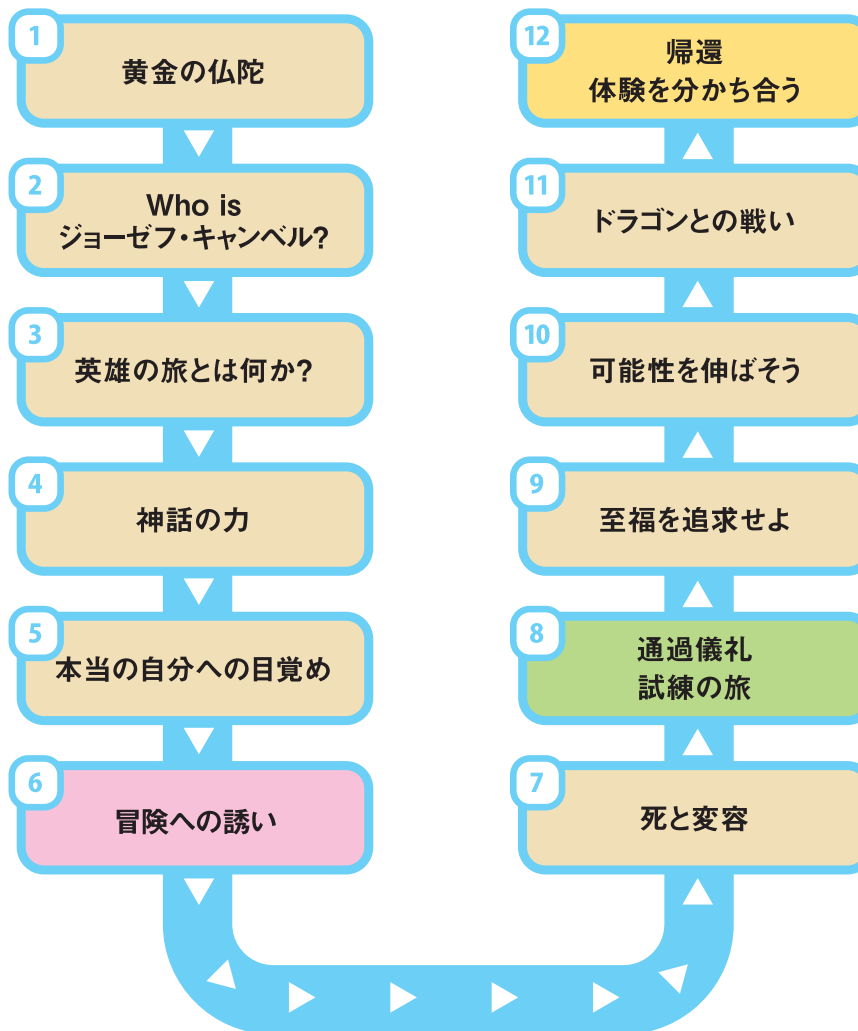 1
黄金の仏陀
2
Who is
ジョーゼフ・キャンベル?
3
英雄の旅とは何か?
4
神話の力
5
本当の自分への目覚め
6
冒険への誘い
7
死と変容
8
通過儀礼
試練の旅
9
至福を追求せよ
10
可能性を伸ばそう
11
ドラゴンとの戦い
12
帰還
体験を分かち合う